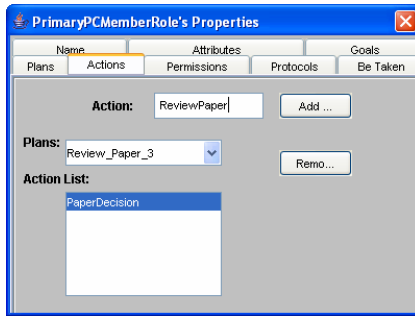 PrimaryPCMemberRole's Properties
Name Attributes Goals
Plans Actions Permissions Protocols Be Taken
Action: ReviewPaper Add ...
Plans:
Review_Paper_3
Remo...
Action List:
PaperDecision